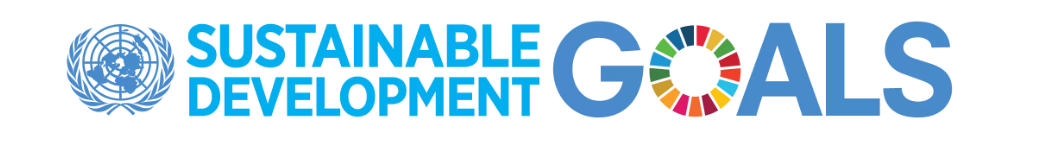 SUSTAINABLE
DEVELOPMENT
GOALS